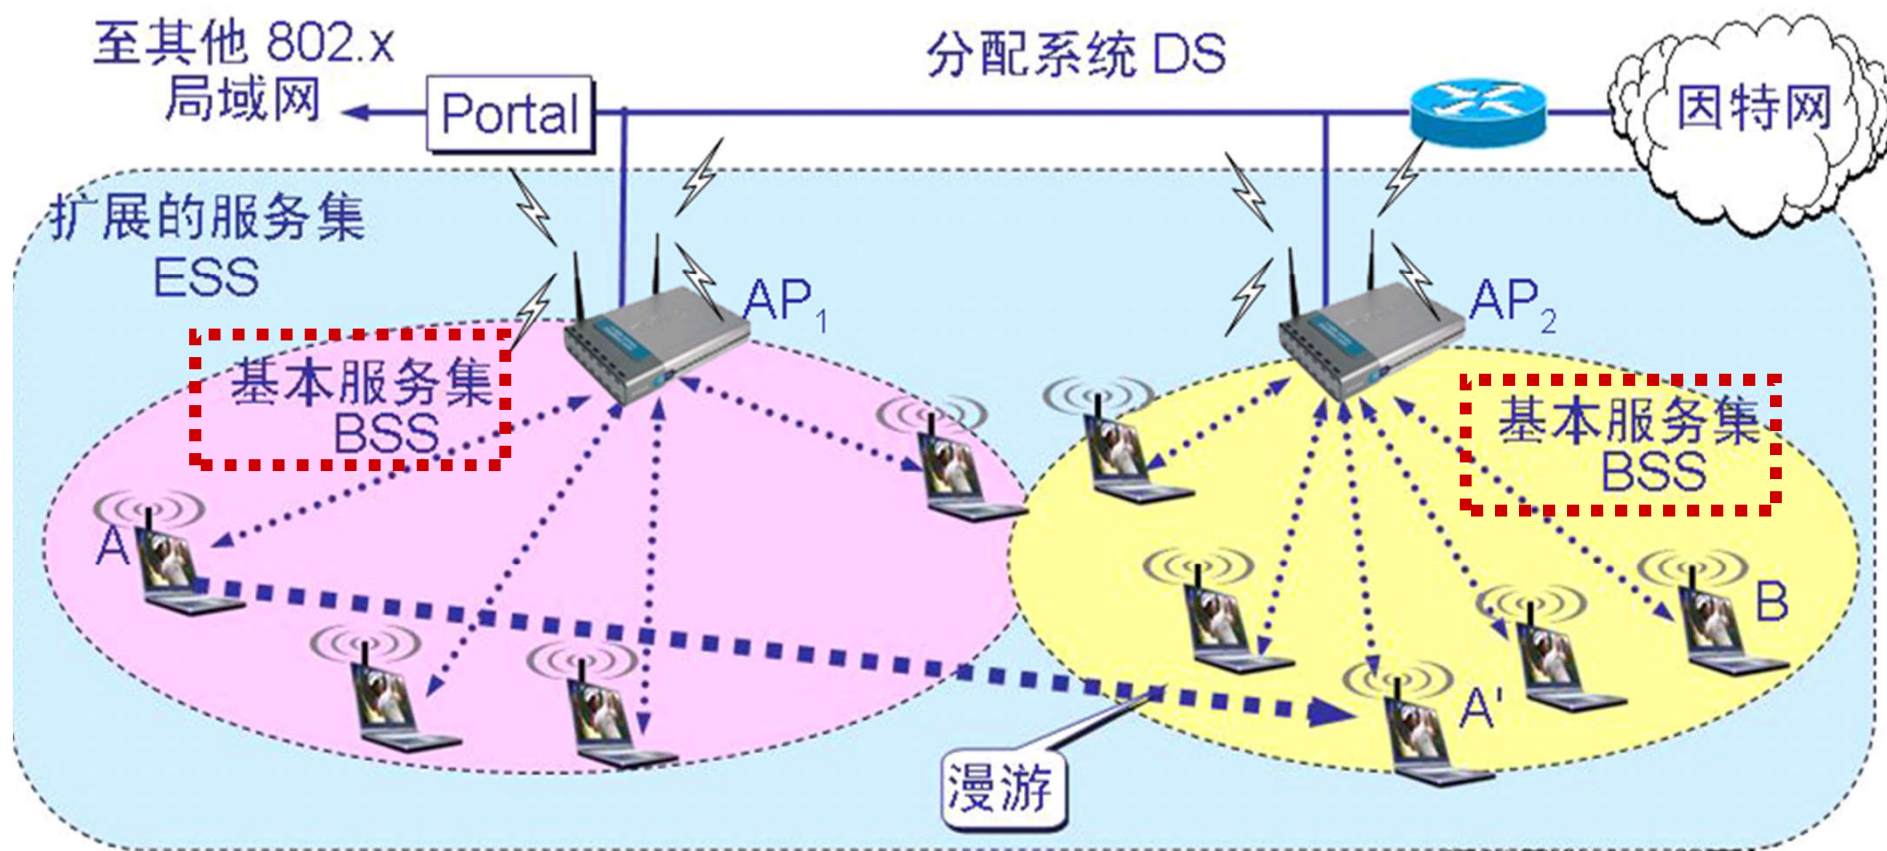 至其他 802.x
局域网
Portal
分配系统 DS
因特网
扩展的服务集
ESS
AP1
AP2
基本服务集
BSS
基本服务集
BSS
A
B
A'
漫游